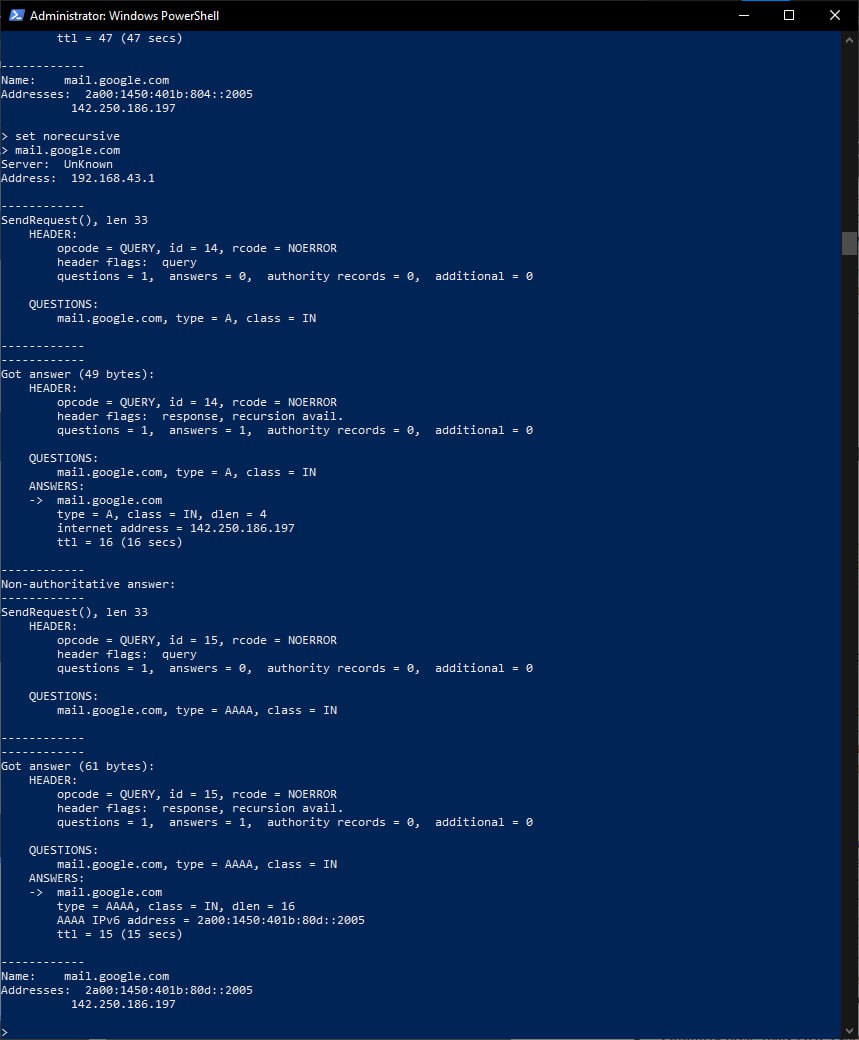 Administrator: Windows PowerShell
ttl = 47 (47 secs)
------------
Name:    mail.google.com
Addresses:  2a00:1450:401b:804::2005
142.250.186.197
> set norecursive
> mail.google.com
Server:  UnKnown
Address:  192.168.43.1
------------
SendRequest(), len 33
HEADER:
opcode = QUERY, id = 14, rcode = NOERROR
header flags:  query
questions = 1,  answers = 0,  authority records = 0,  additional = 0
QUESTIONS:
mail.google.com, type = A, class = IN
------------
------------
Got answer (49 bytes):
HEADER:
opcode = QUERY, id = 14, rcode = NOERROR
header flags:  response, recursion avail.
questions = 1,  answers = 1,  authority records = 0,  additional = 0
QUESTIONS:
mail.google.com, type = A, class = IN
ANSWERS:
->  mail.google.com
type = A, class = IN, dlen = 4
internet address = 142.250.186.197
ttl = 16 (16 secs)
------------
Non-authoritative answer:
------------
SendRequest(), len 33
HEADER:
opcode = QUERY, id = 15, rcode = NOERROR
header flags:  query
questions = 1,  answers = 0,  authority records = 0,  additional = 0
QUESTIONS:
mail.google.com, type = AAAA, class = IN
------------
------------
Got answer (61 bytes):
HEADER:
opcode = QUERY, id = 15, rcode = NOERROR
header flags:  response, recursion avail.
questions = 1,  answers = 1,  authority records = 0,  additional = 0
QUESTIONS:
mail.google.com, type = AAAA, class = IN
ANSWERS:
->  mail.google.com
type = AAAA, class = IN, dlen = 16
AAAA IPv6 address = 2a00:1450:401b:80d::2005
ttl = 15 (15 secs)
------------
Name:    mail.google.com
Addresses:  2a00:1450:401b:80d::2005
142.250.186.197
>